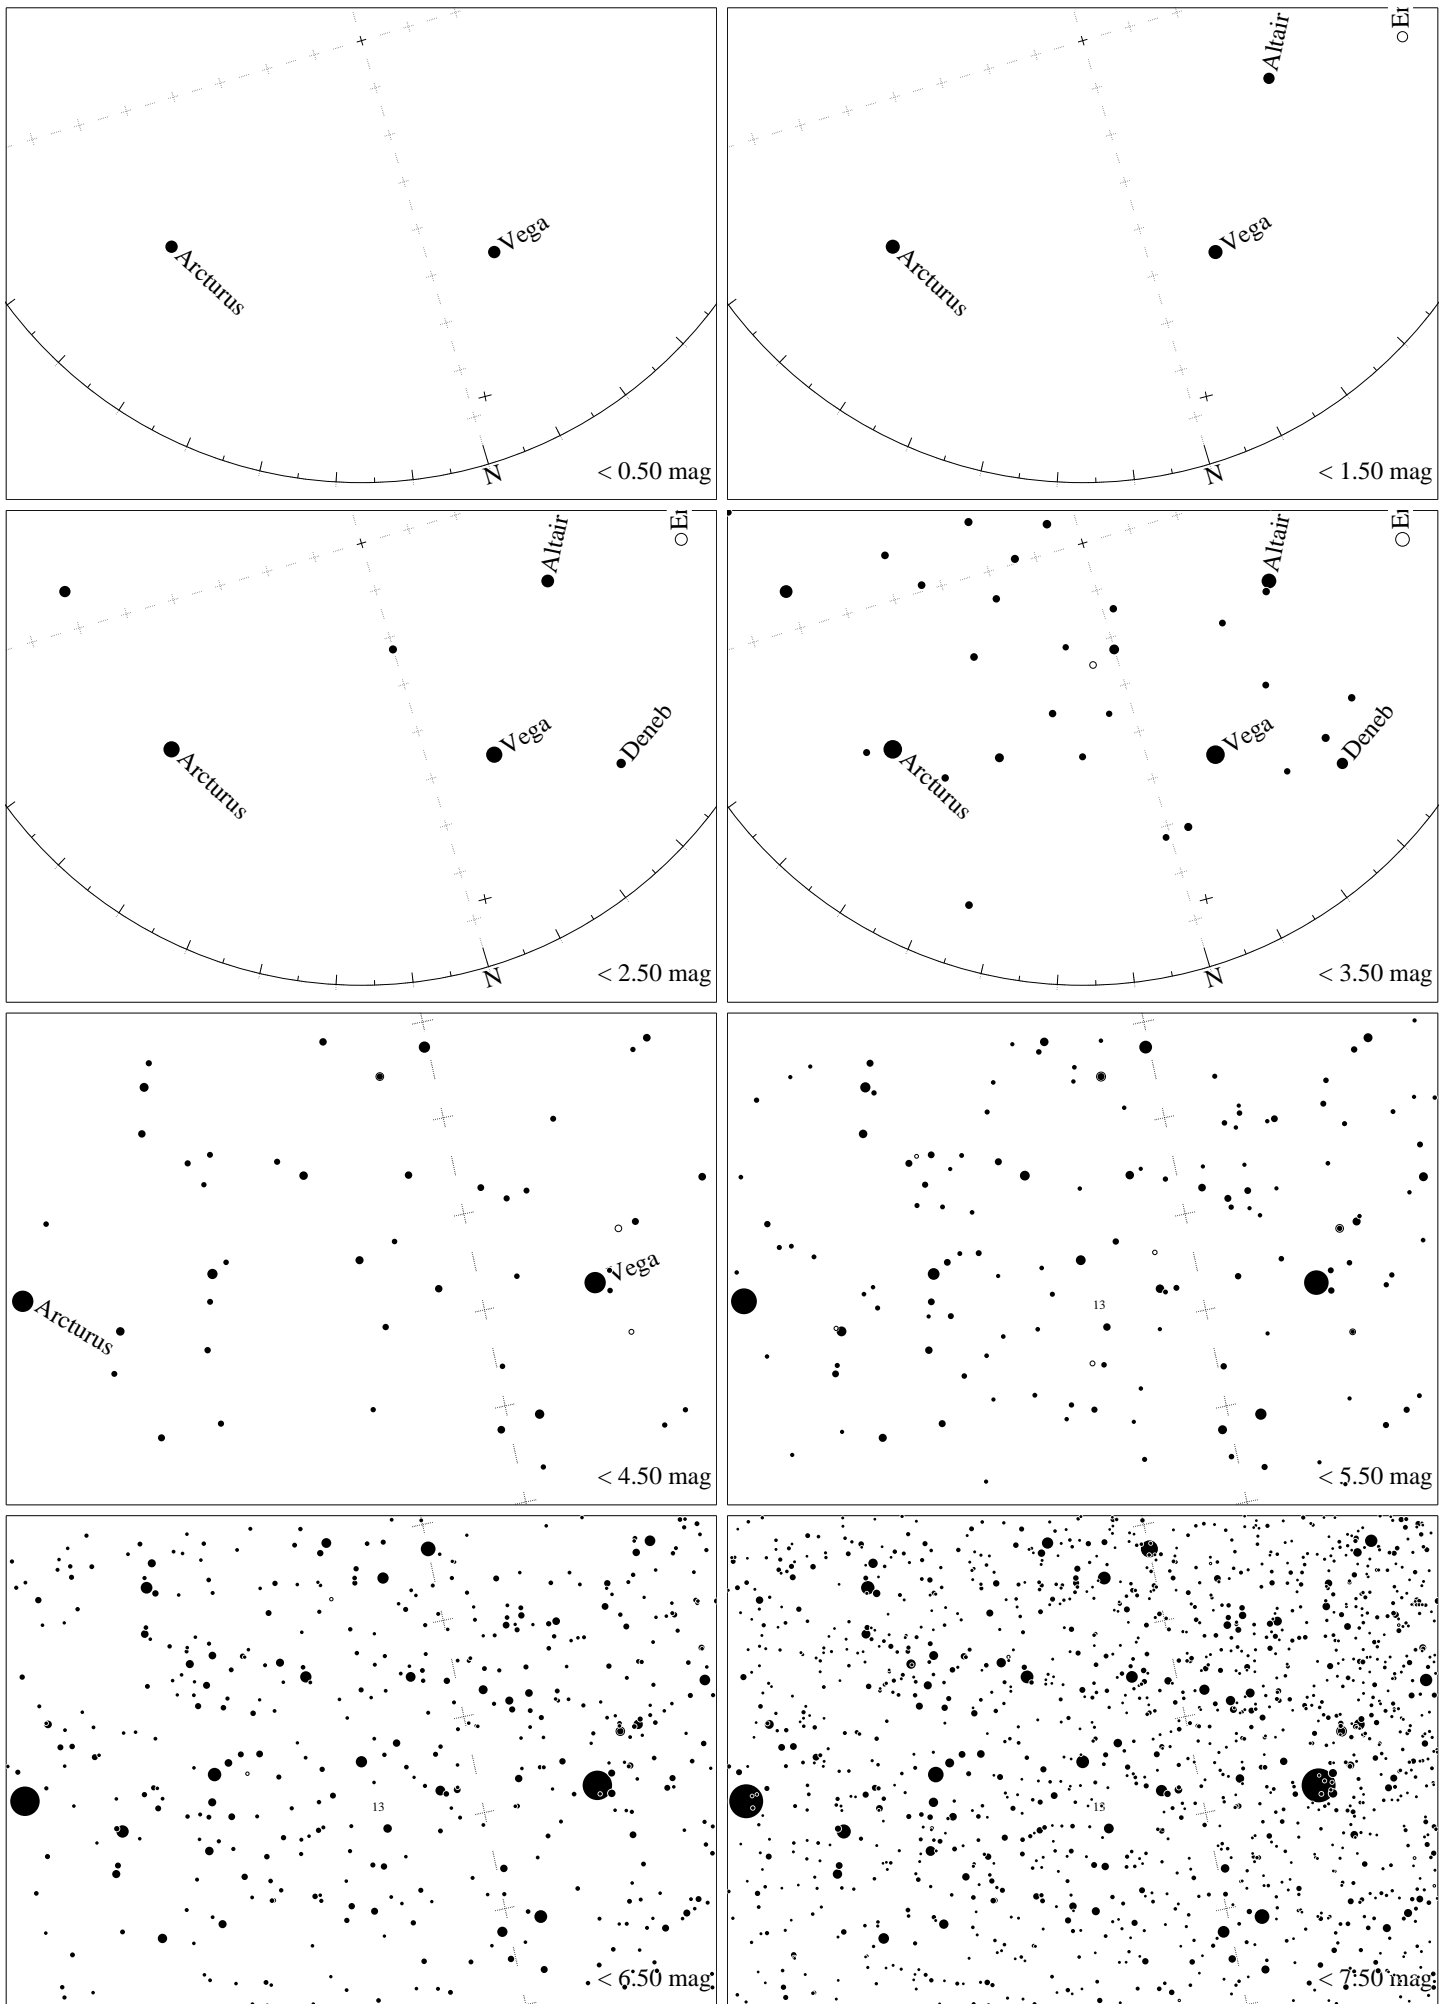 Arcturus
Vega
N
< 0.50 mag
Altair
Arcturus
Vega
N
< 1.50 mag
Altair
Arcturus
Vega
Deneb
N
< 2.50 mag
Altair
Arcturus
Vega
Deneb
N
< 3.50 mag
Arcturus
Vega
< 4.50 mag
13
< 5.50 mag
13
< 6.50 mag
13
< 7.50 mag